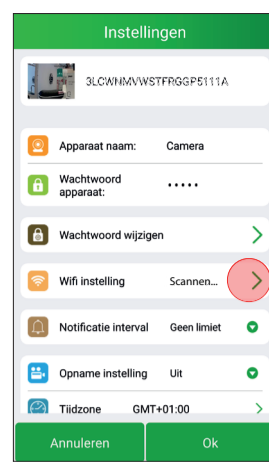 Instellingen
3LCWNMVWSTFRGGP5111A
Apparaat naam: Camera
Wachtwoord
apparaat: •••••
Wachtwoord wijzigen
Wifi instelling Scannen...
Notificatie interval Geen limiet
Opname instelling Uit
Tijdzone GMT+01:00
Annuleren Ok